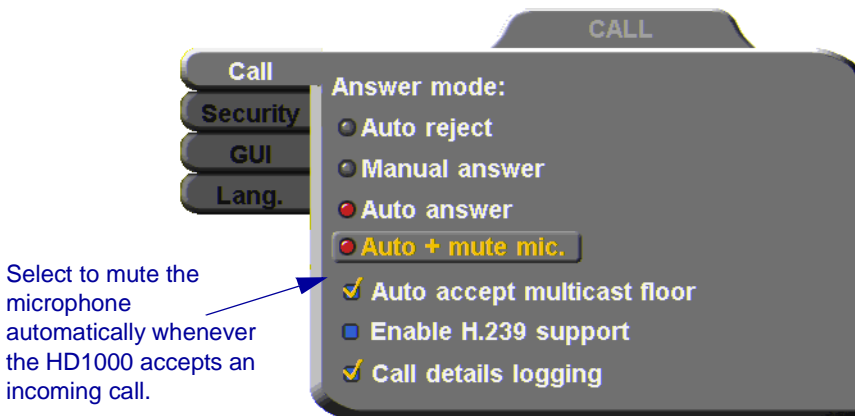 CALL
Call
Security
GUI
Lang.
Answer mode:
Auto reject
Manual answer
Auto answer
Auto + mute mic.
Auto accept multicast floor
Enable H.239 support
Call details logging
Select to mute the
microphone
automatically whenever
the HD1000 accepts an
incoming call.